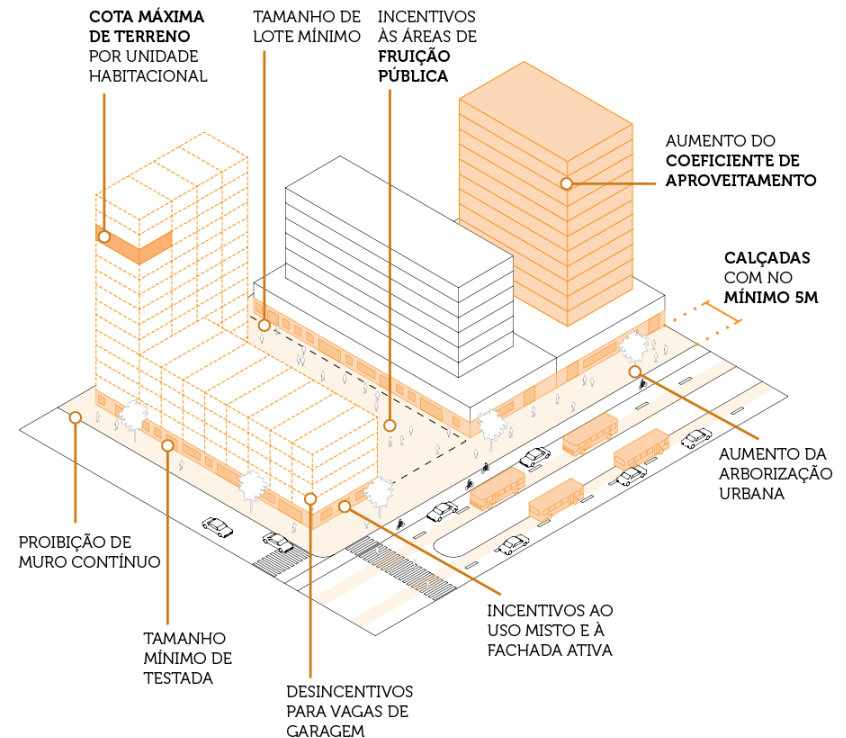 COTA MÁXIMA
DE TERRENO
POR UNIDADE
HABITACIONAL
TAMANHO DE
LOTE MÍNIMO
INCENTIVOS
ÀS ÁREAS DE
FRUIÇÃO
PÚBLICA
AUMENTO DO
COEFICIENTE DE
APROVEITAMENTO
CALÇADAS
COM NO
MÍNIMO 5M
AUMENTO DA
ARBORIZAÇÃO
URBANA
PROIBIÇÃO DE
MURO CONTÍNUO
INCENTIVOS AO
USO MISTO E À
FACHADA ATIVA
TAMANHO
MÍNIMO DE
TESTADA
DESINCENTIVOS
PARA VAGAS DE
GARAGEM